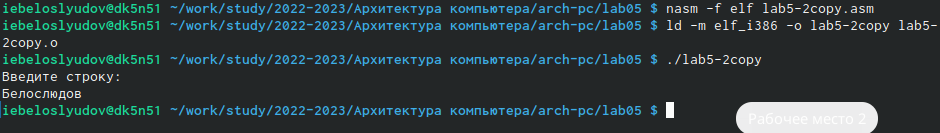 iebeloslyudov@dk5n51 ~/work/study/2022-2023/Архитектура компьютера/arch-pc/lab05 $ nasm -f elf lab5-2copy.asm
iebeloslyudov@dk5n51 ~/work/study/2022-2023/Архитектура компьютера/arch-pc/lab05 $ ld -m elf_i386 -o lab5-2copy lab5-
2copy.o
iebeloslyudov@dk5n51 ~/work/study/2022-2023/Архитектура компьютера/arch-pc/lab05 $ ./lab5-2copy
Введите строку:
Белослюдов
iebeloslyudov@dk5n51 ~/work/study/2022-2023/Архитектура компьютера/arch-pc/lab05 $
Рабочее место 2